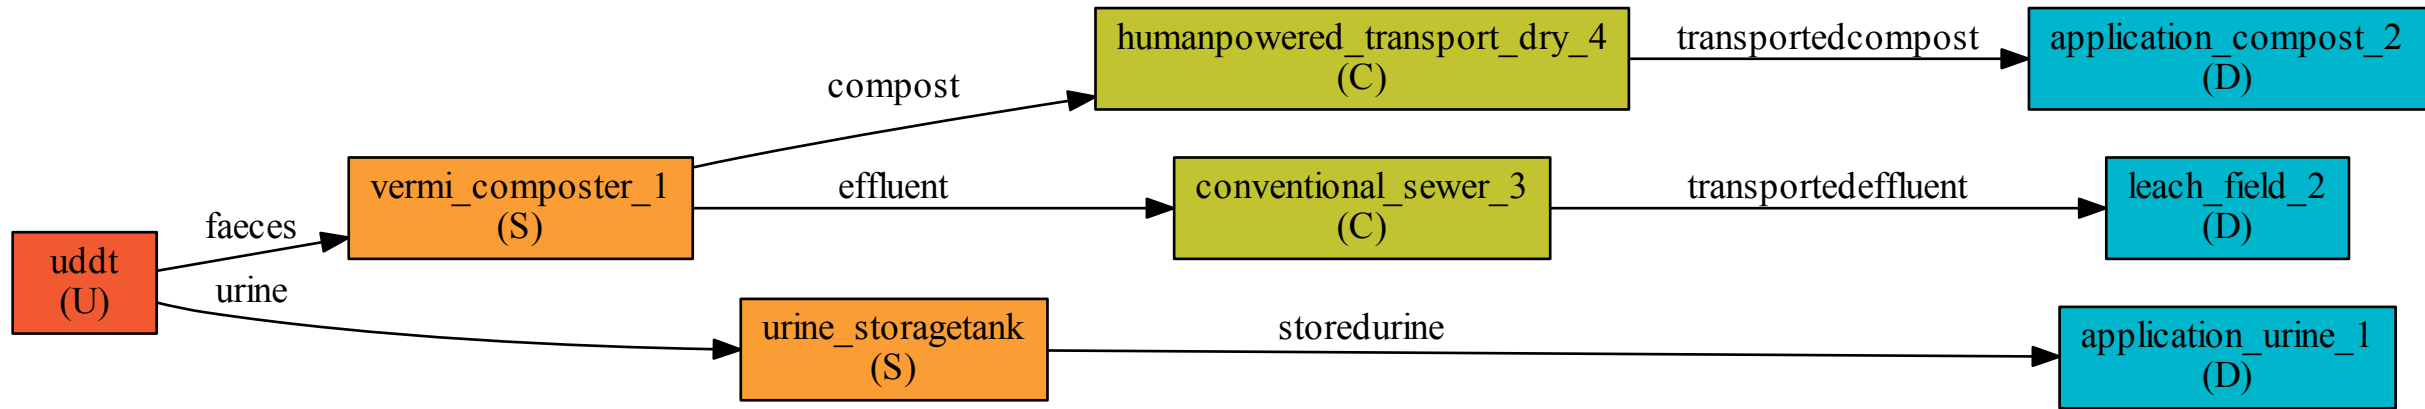 humanpowered_transport_dry_4
(C)
transportedcompost
application_compost_2
(D)
compost
vermi_composter_1
(S)
effluent
conventional_sewer_3
(C)
transportedeffluent
leach_field_2
(D)
faeces
uddt
(U)
urine
urine_storagetank
(S)
storedurine
application_urine_1
(D)